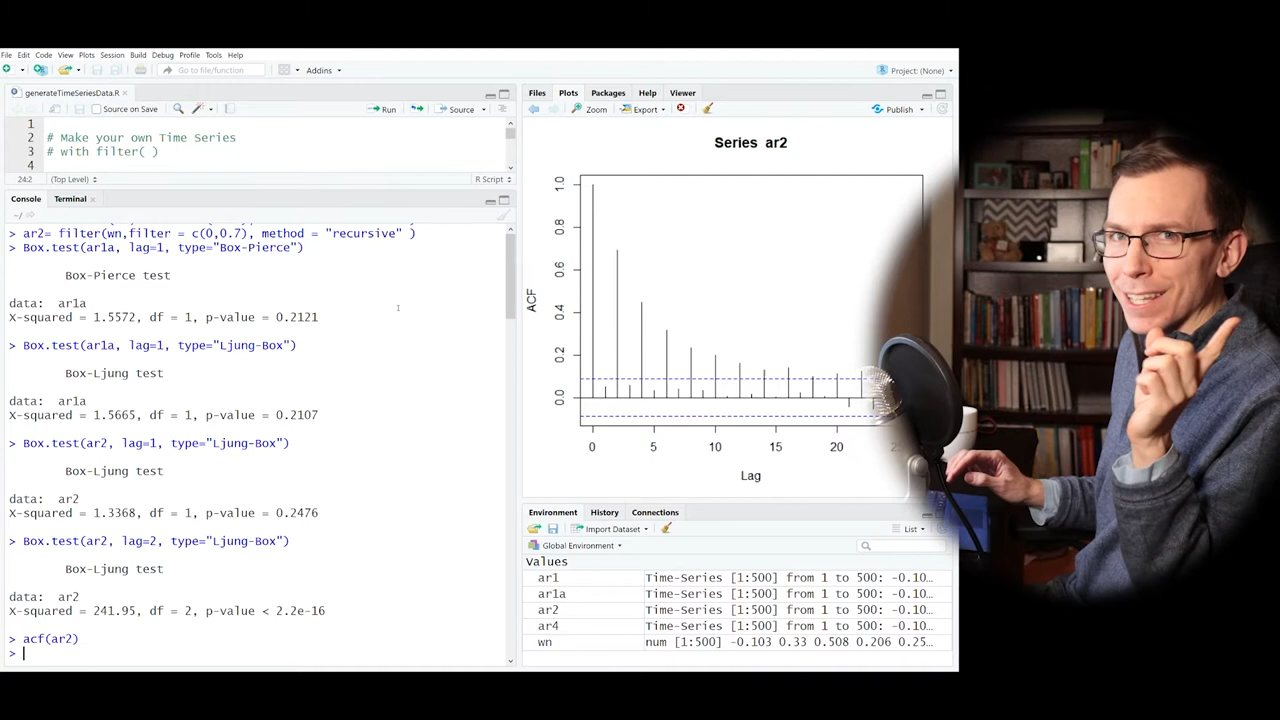 File Edit Code View Plots Session Build Debug Profile Tools Help
Go to file/function
Addins
Project: (None)
generateTimeSeriesData.R
Source on Save
Run
Source
1
2 # Make your own Time Series
3 # with filter( )
4
24:2 (Top Level) R Script
Console Terminal
~/
> ar2= filter(wn,filter = c(0,0.7), method = "recursive" )
> Box.test(ar1a, lag=1, type="Box-Pierce")
Box-Pierce test
data: ar1a
X-squared = 1.5572, df = 1, p-value = 0.2121
> Box.test(ar1a, lag=1, type="Ljung-Box")
Box-Ljung test
data: ar1a
X-squared = 1.5665, df = 1, p-value = 0.2107
> Box.test(ar2, lag=1, type="Ljung-Box")
Box-Ljung test
data: ar2
X-squared = 1.3368, df = 1, p-value = 0.2476
> Box.test(ar2, lag=2, type="Ljung-Box")
Box-Ljung test
data: ar2
X-squared = 241.95, df = 2, p-value < 2.2e-16
> acf(ar2)
>
Files Plots Packages Help Viewer
Zoom Export Publish
Series ar2
ACF
1.0
0.8
0.6
0.4
0.2
0.0
0 5 10 15 20
Lag
Environment History Connections
Import Dataset List
Global Environment
Values
ar1 Time-Series [1:500] from 1 to 500: -0.10…
ar1a Time-Series [1:500] from 1 to 500: -0.10…
ar2 Time-Series [1:500] from 1 to 500: -0.10…
ar4 Time-Series [1:500] from 1 to 500: -0.10…
wn num [1:500] -0.103 0.33 0.508 0.206 0.25…